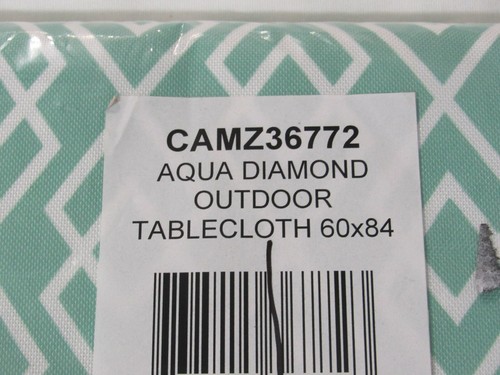 CAMZ36772
AQUA DIAMOND
OUTDOOR
TABLECLOTH 60x84